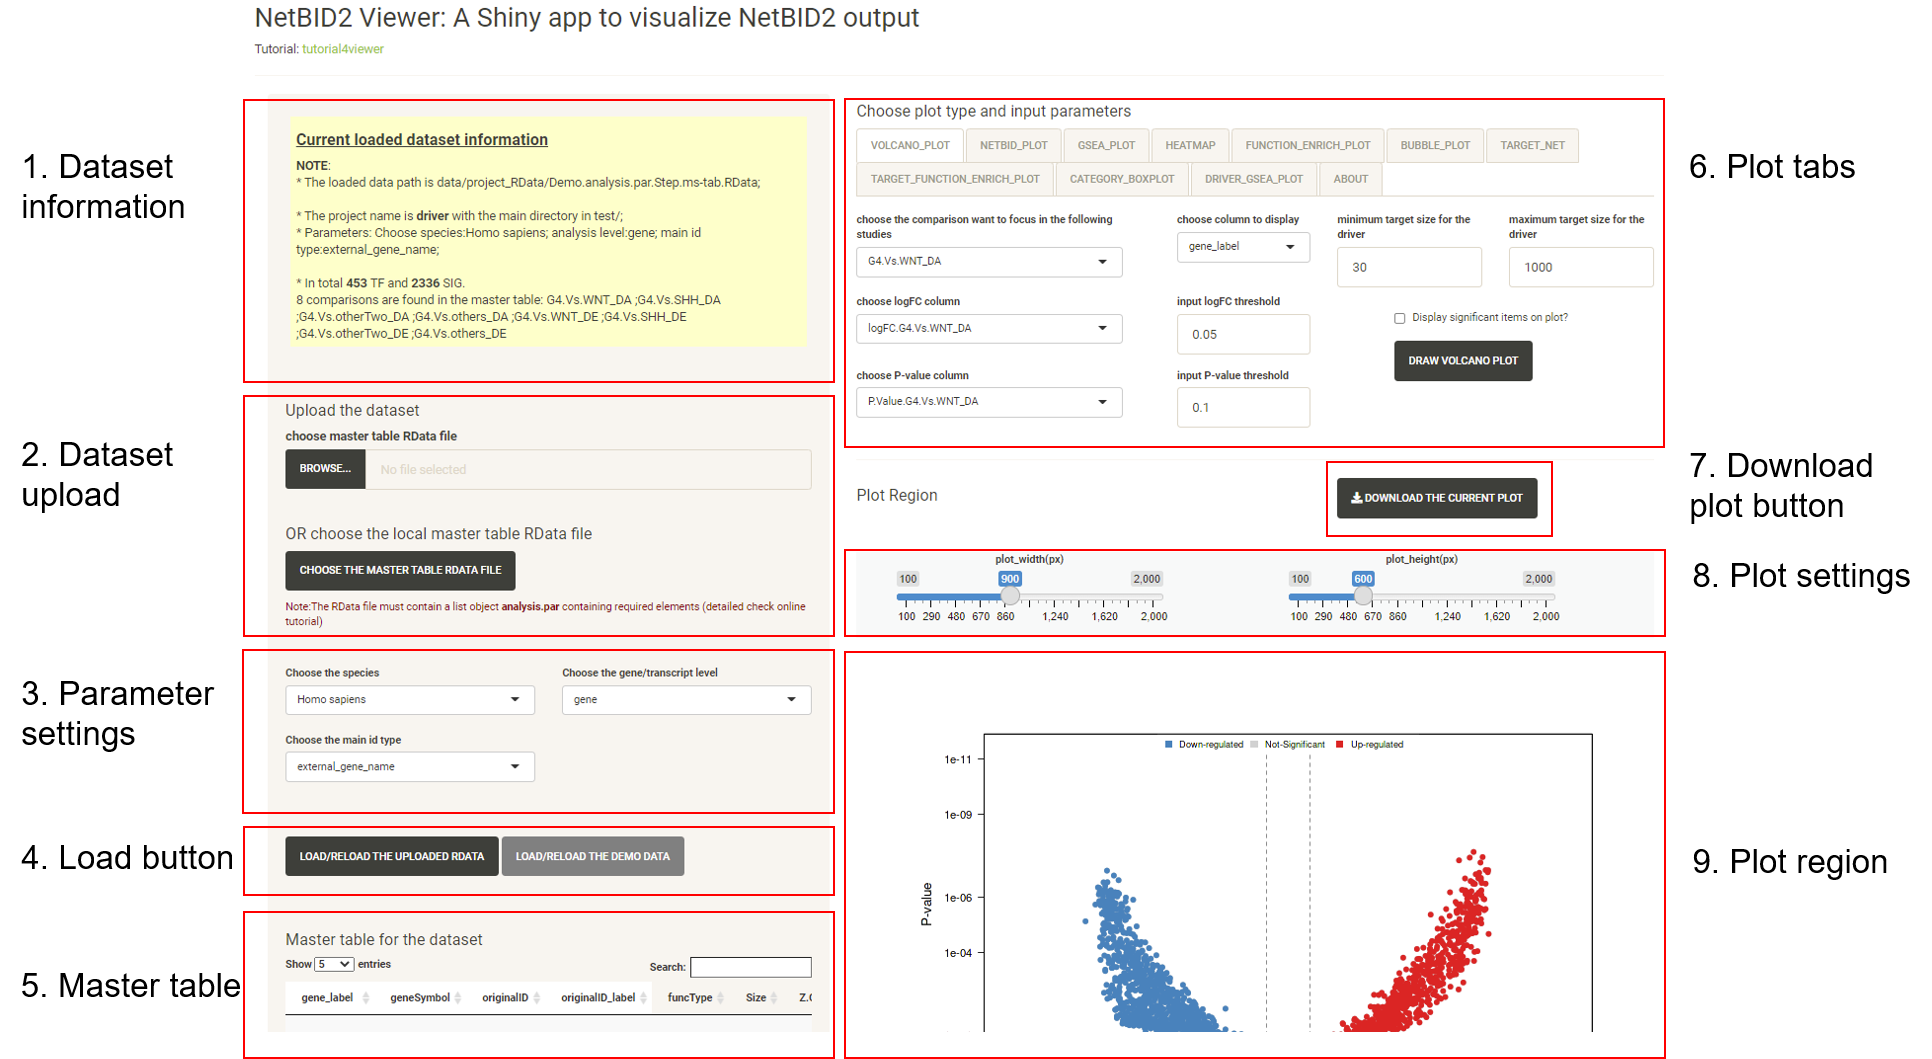 NetBID2 Viewer: A Shiny app to visualize NetBID2 output
Tutorial: tutorial4viewer
1. Dataset
information
Current loaded dataset information
NOTE:
* The loaded data path is data/project_RData/Demo.analysis.par.Step.ms-tab.RData;
* The project name is driver with the main directory in test/;
* Parameters: Choose species:Homo sapiens; analysis level:gene; main id
type:external_gene_name;
* In total 453 TF and 2336 SIG.
8 comparisons are found in the master table: G4.Vs.WNT_DA ;G4.Vs.SHH_DA
;G4.Vs.otherTwo_DA ;G4.Vs.others_DA ;G4.Vs.WNT_DE ;G4.Vs.SHH_DE
;G4.Vs.otherTwo_DE ;G4.Vs.others_DE
2. Dataset
upload
Upload the dataset
choose master table RData file
BROWSE... No file selected
OR choose the local master table RData file
CHOOSE THE MASTER TABLE RDATA FILE
Note:The RData file must contain a list object analysis.par containing required elements (detailed check online
tutorial)
3. Parameter
settings
Choose the species Choose the gene/transcript level
Homo sapiens gene
Choose the main id type
external_gene_name
4. Load button
LOAD/RELOAD THE UPLOADED RDATA LOAD/RELOAD THE DEMO DATA
5. Master table
Master table for the dataset
Show 5 entries Search:
gene_label geneSymbol originalID originalID_label funcType Size Z.
6. Plot tabs
Choose plot type and input parameters
VOLCANO_PLOT NETBID_PLOT GSEA_PLOT HEATMAP FUNCTION_ENRICH_PLOT BUBBLE_PLOT TARGET_NET
TARGET_FUNCTION_ENRICH_PLOT CATEGORY_BOXPLOT DRIVER_GSEA_PLOT ABOUT
choose the comparison want to focus in the following
studies
G4.Vs.WNT_DA
choose column to display
gene_label
minimum target size for the
driver
30
maximum target size for the
driver
1000
choose logFC column
logFC.G4.Vs.WNT_DA
input logFC threshold
0.05
Display significant items on plot?
DRAW VOLCANO PLOT
choose P-value column
P.Value.G4.Vs.WNT_DA
input P-value threshold
0.1
7. Download
plot button
Plot Region
DOWNLOAD THE CURRENT PLOT
8. Plot settings
plot_width(px) plot_height(px)
100 900 2,000 100 600 2,000
100 290 480 670 860 1,240 1,620 2,000 100 290 480 670 860 1,240 1,620 2,000
9. Plot region
Down-regulated Not-Significant Up-regulated
P-value
1e-11
1e-09
1e-06
1e-04